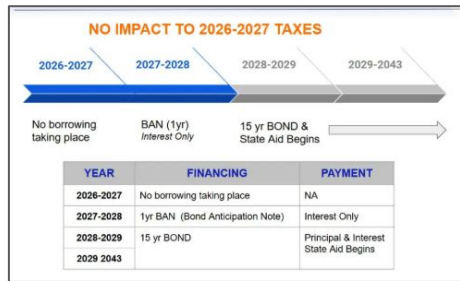 NO IMPACT TO 2026-2027 TAXES
2026-2027 2027-2028 2028-2029 2029-2043
No borrowing BAN (1yr) 15 yr BOND &
taking place Interest Only State Aid Begins
YEAR FINANCING PAYMENT
2026-2027 No borrowing taking place NA
2027-2028 1yr BAN (Bond Anticipation Note) Interest Only
2028-2029 15 yr BOND Principal & Interest
State Aid Begins
2029 2043